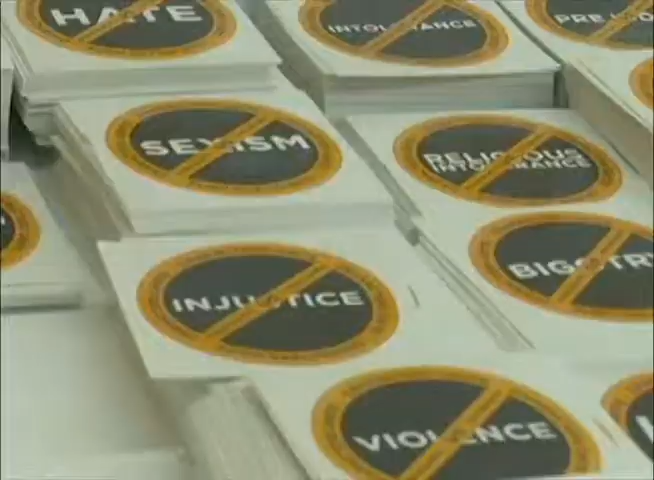 HATE
INTOLERANCE
SEXISM
RELIGIOUS
INTOLERANCE
BIGOTRY
INJUSTICE
VIOLENCE